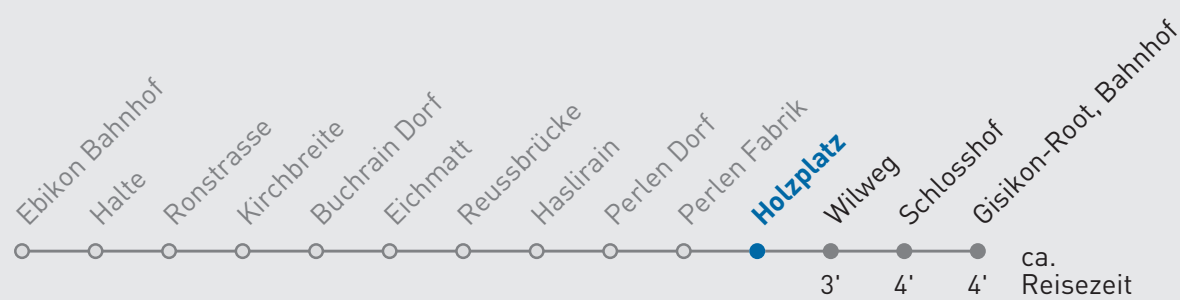 Ebikon Bahnhof
Halte
Ronstrasse
Kirchbreite
Buchrain Dorf
Eichmatt
Reussbrücke
Haslirain
Perlen Dorf
Perlen Fabrik
Holzplatz
Wilweg
Schlosshof
Gisikon-Root, Bahnhof
3' 4' 4'
ca.
Reisezeit